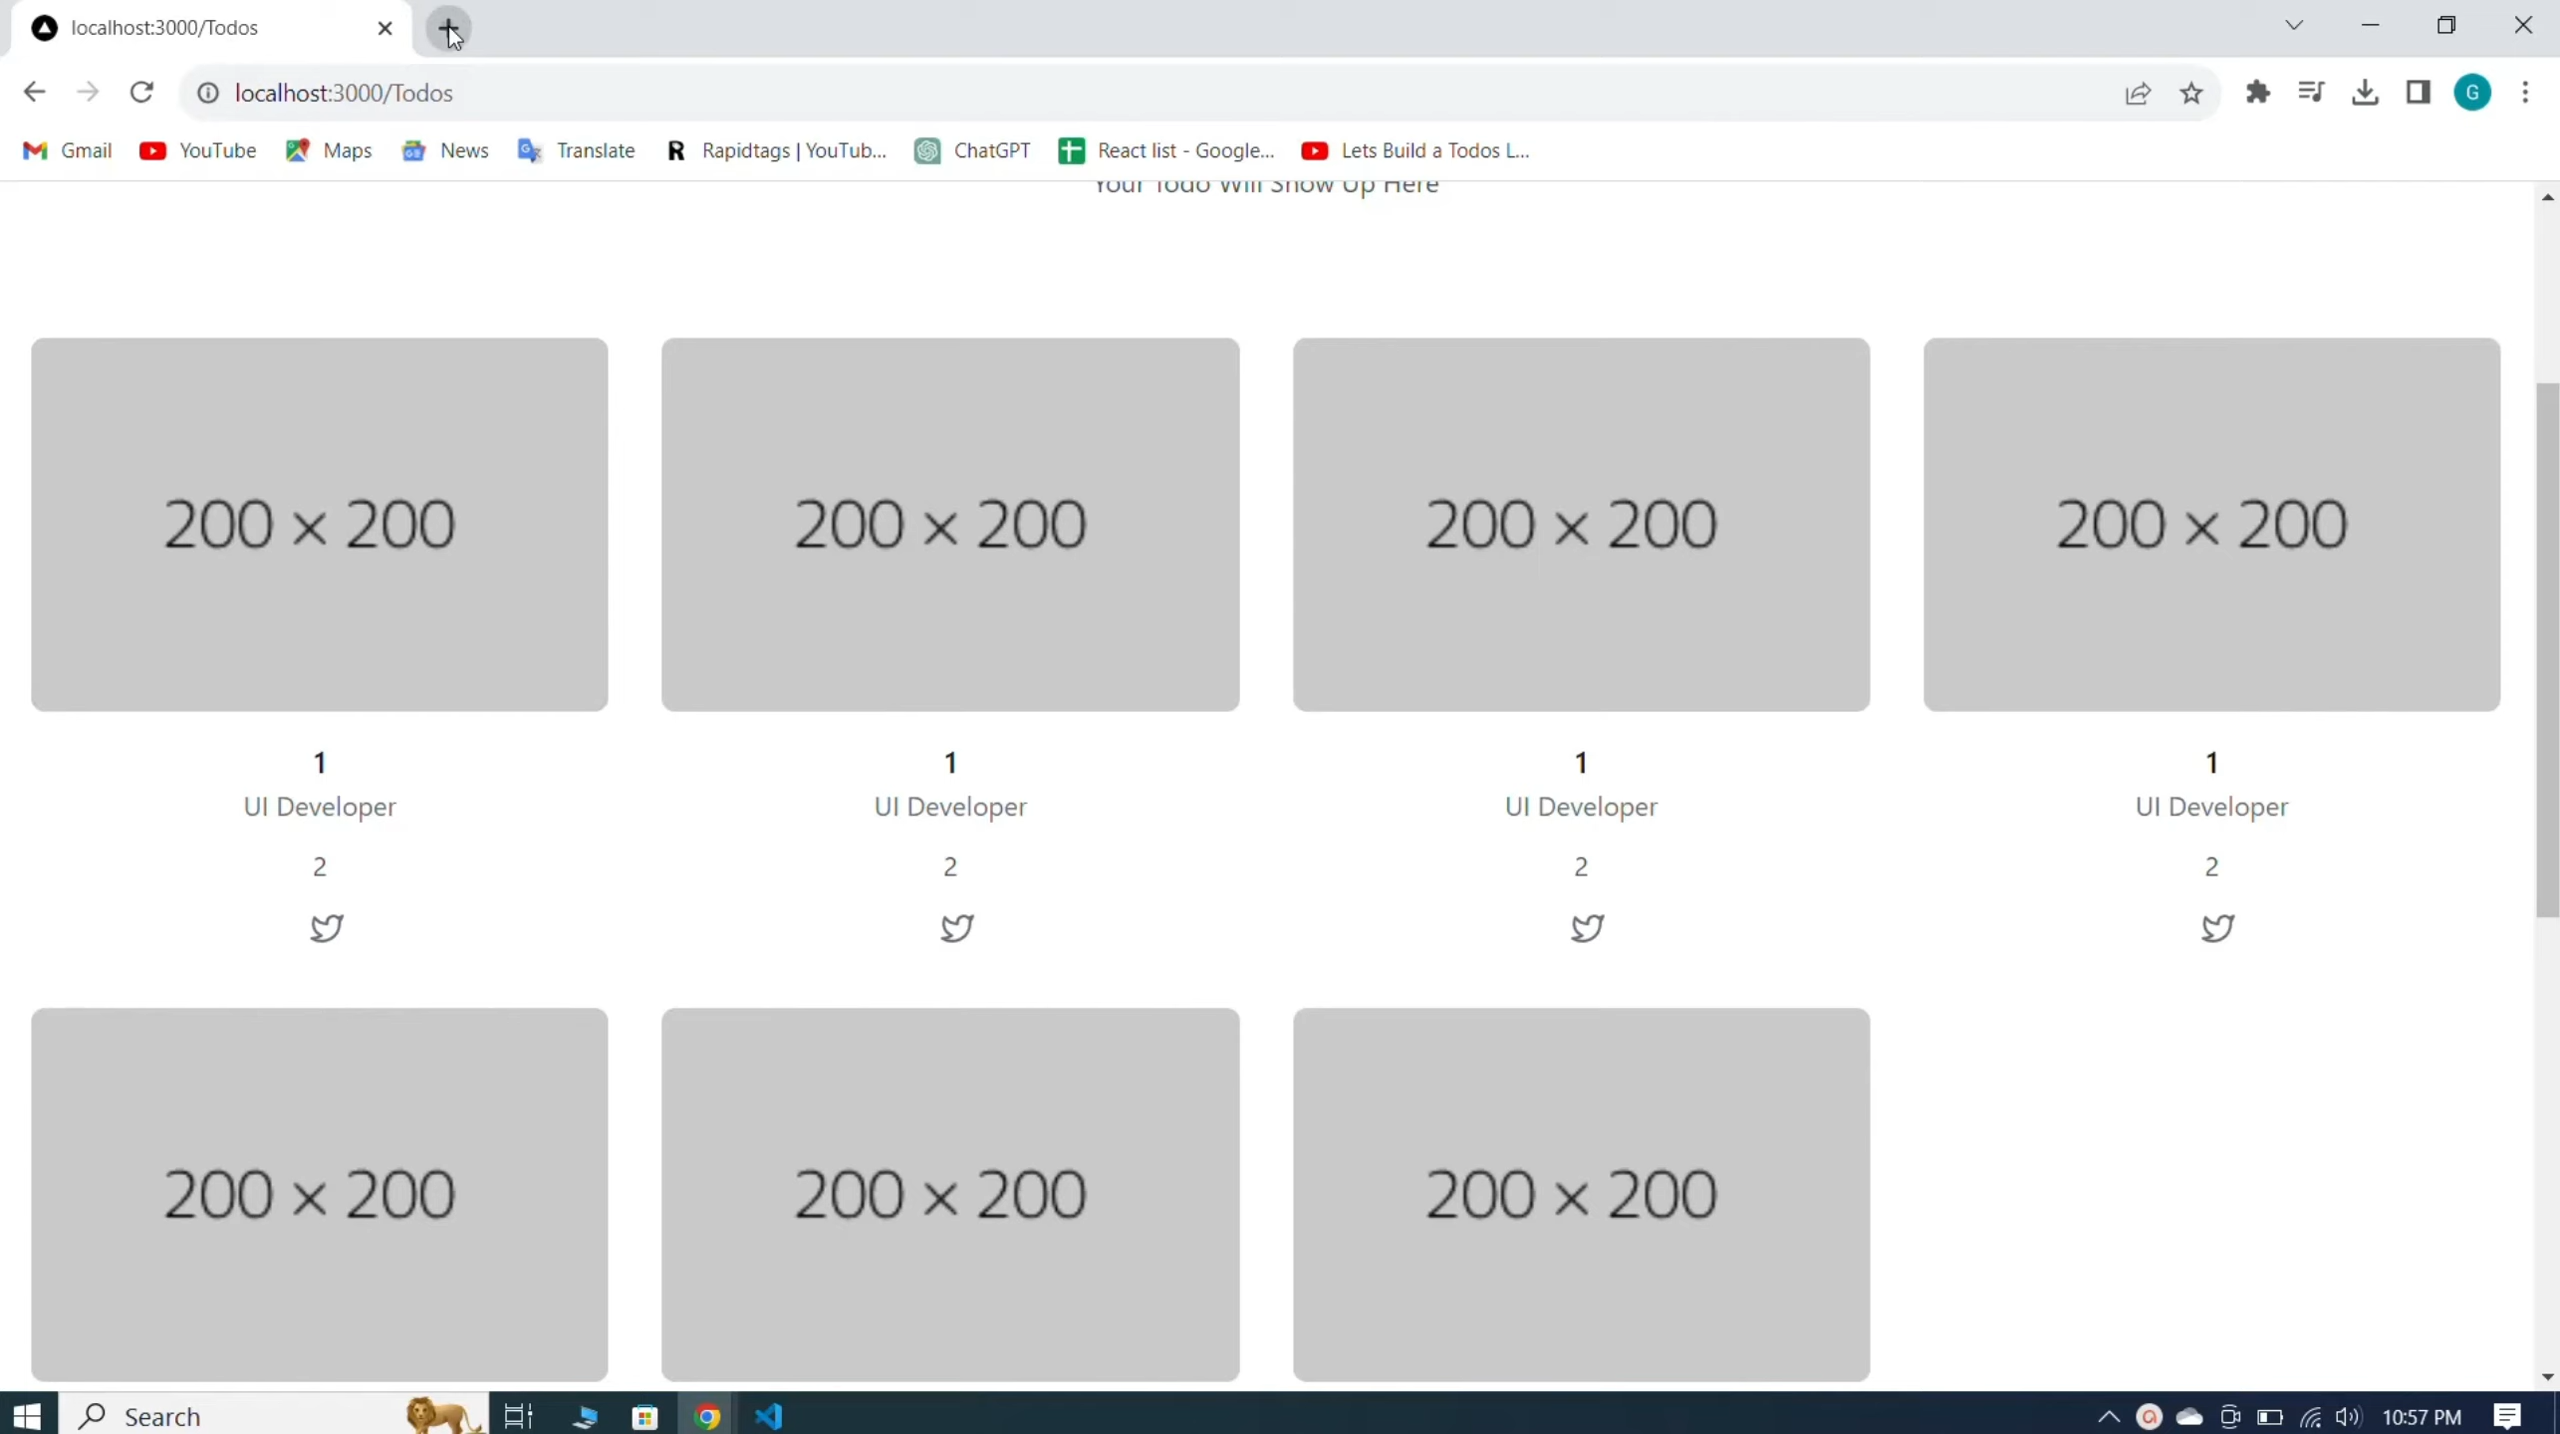 localhost:3000/Todos
localhost:3000/Todos
G
Gmail YouTube Maps News Translate Rapidtags | YouTub... ChatGPT React list - Google... Lets Build a Todos L...
Your Todo Will Show Up Here
200 × 200 200 × 200 200 × 200 200 × 200
1 1 1 1
UI Developer UI Developer UI Developer UI Developer
2 2 2 2
200 × 200 200 × 200 200 × 200
Search 10:57 PM